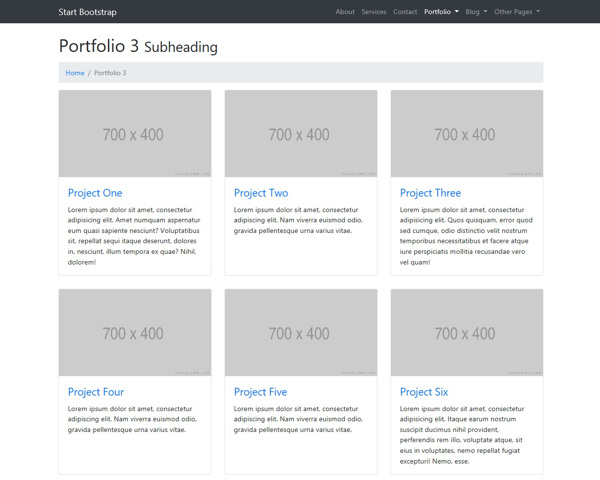 Start Bootstrap
About Services Contact Portfolio Blog Other Pages
Portfolio 3 Subheading
Home / Portfolio 3
700 x 400
700 x 400
700 x 400
Project One
Lorem ipsum dolor sit amet, consectetur
adipisicing elit. Amet numquam aspernatur
eum quasi sapiente nesciunt? Voluptatibus
sit, repellat sequi itaque deserunt, dolores
in, nesciunt, illum tempora ex quae? Nihil,
dolorem!
Project Two
Lorem ipsum dolor sit amet, consectetur
adipiscing elit. Nam viverra euismod odio,
gravida pellentesque urna varius vitae.
Project Three
Lorem ipsum dolor sit amet, consectetur
adipisicing elit. Quos quisquam, error quod
sed cumque, odio distinctio velit nostrum
temporibus necessitatibus et facere atque
iure perspiciatis mollitia recusandae vero
vel quam!
700 x 400
700 x 400
700 x 400
Project Four
Lorem ipsum dolor sit amet, consectetur
adipiscing elit. Nam viverra euismod odio,
gravida pellentesque urna varius vitae.
Project Five
Lorem ipsum dolor sit amet, consectetur
adipiscing elit. Nam viverra euismod odio,
gravida pellentesque urna varius vitae.
Project Six
Lorem ipsum dolor sit amet, consectetur
adipisicing elit. Itaque earum nostrum
suscipit ducimus nihil provident,
perferendis rem illo, voluptate atque, sit
eius in voluptates, nemo repellat fugiat
excepturi! Nemo, esse.